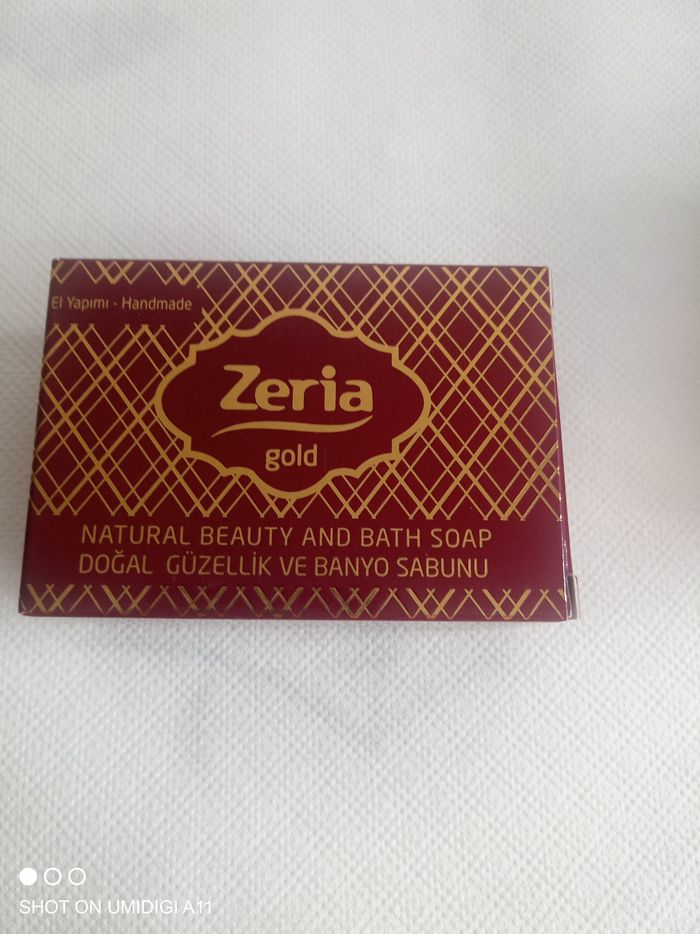 El Yapımı - Handmade
Zeria
gold
NATURAL BEAUTY AND BATH SOAP
DOĞAL GÜZELLİK VE BANYO SABUNU
SHOT ON UMIDIGI A11